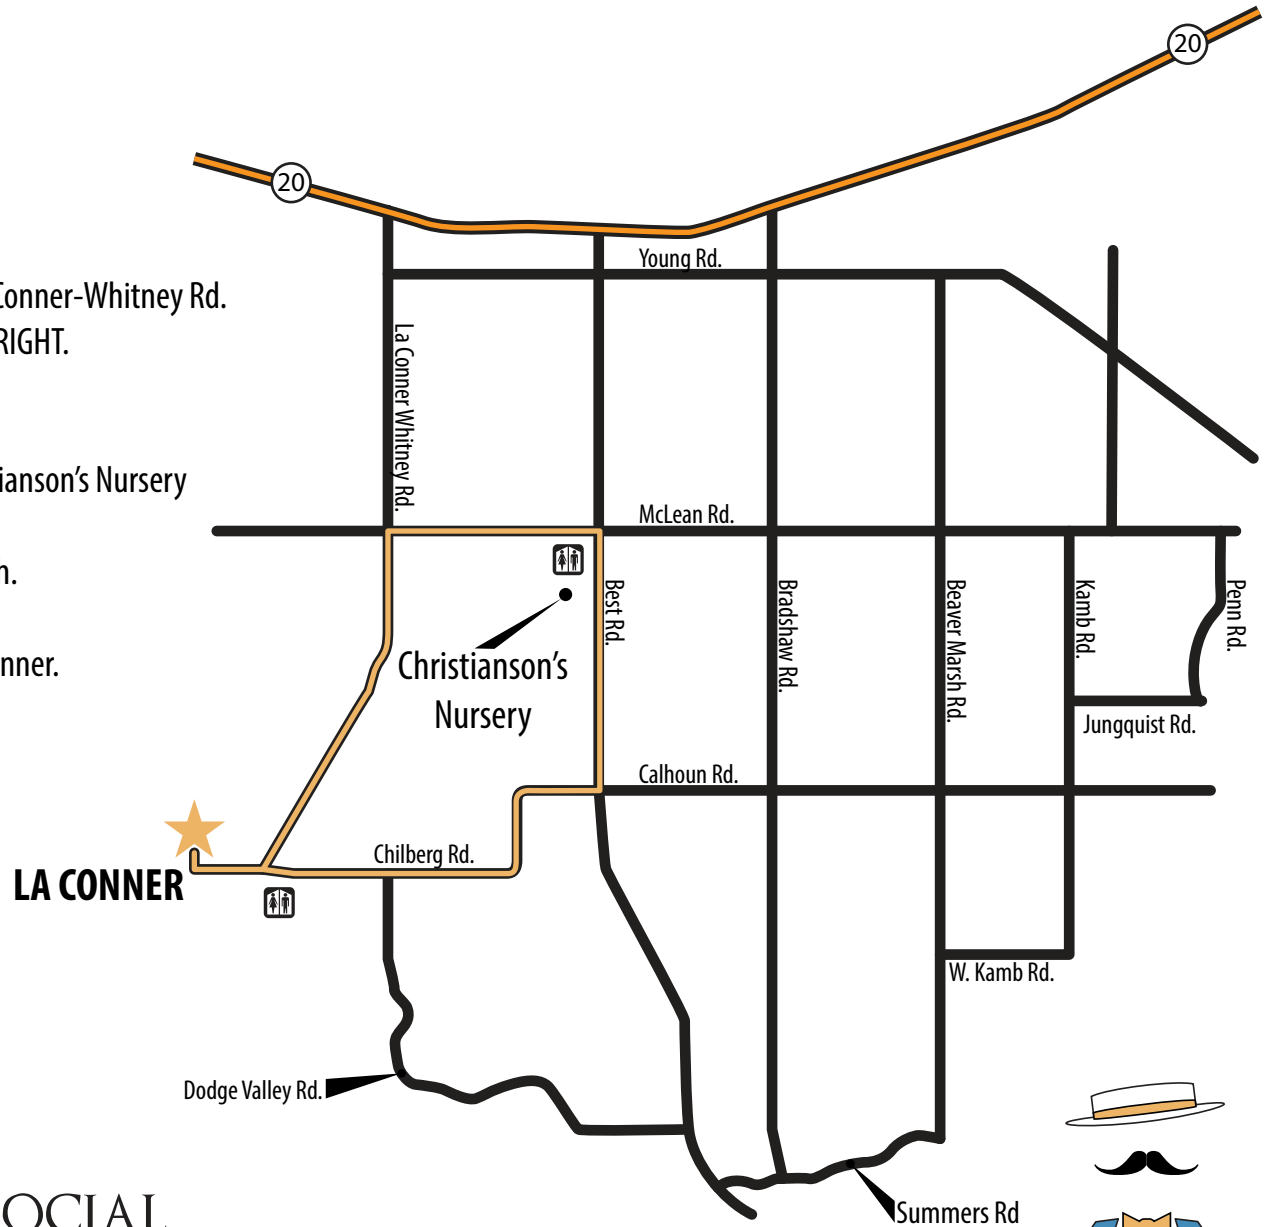 20
20
Young Rd.
Conner-Whitney Rd.
RIGHT.
La Conner Whitney Rd.
ianson's Nursery
McLean Rd.
n.
Best Rd.
Bradshaw Rd.
Beaver Marsh Rd.
Kamb Rd.
Penn Rd.
nner.
Christianson's
Nursery
Jungquist Rd.
Calhoun Rd.
Chilberg Rd.
LA CONNER
W. Kamb Rd.
Dodge Valley Rd.
OCIAL
Summers Rd